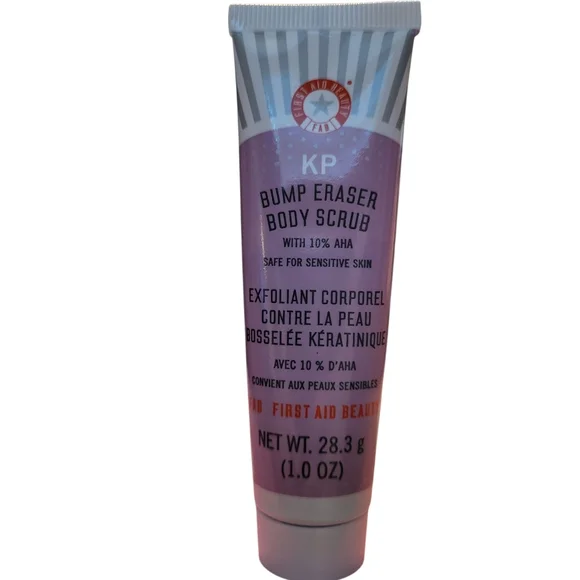 FIRST AID BEAUTY
FAB
KP
BUMP ERASER
BODY SCRUB
WITH 10% AHA
SAFE FOR SENSITIVE SKIN
EXFOLIANT CORPOREL
CONTRE LA PEAU
BOSSELÉE KÉRATINIQUE
AVEC 10 % D'AHA
CONVIENT AUX PEAUX SENSIBLES
FIRST AID BEAUTY
NET WT. 28.3 g
(1.0 OZ)